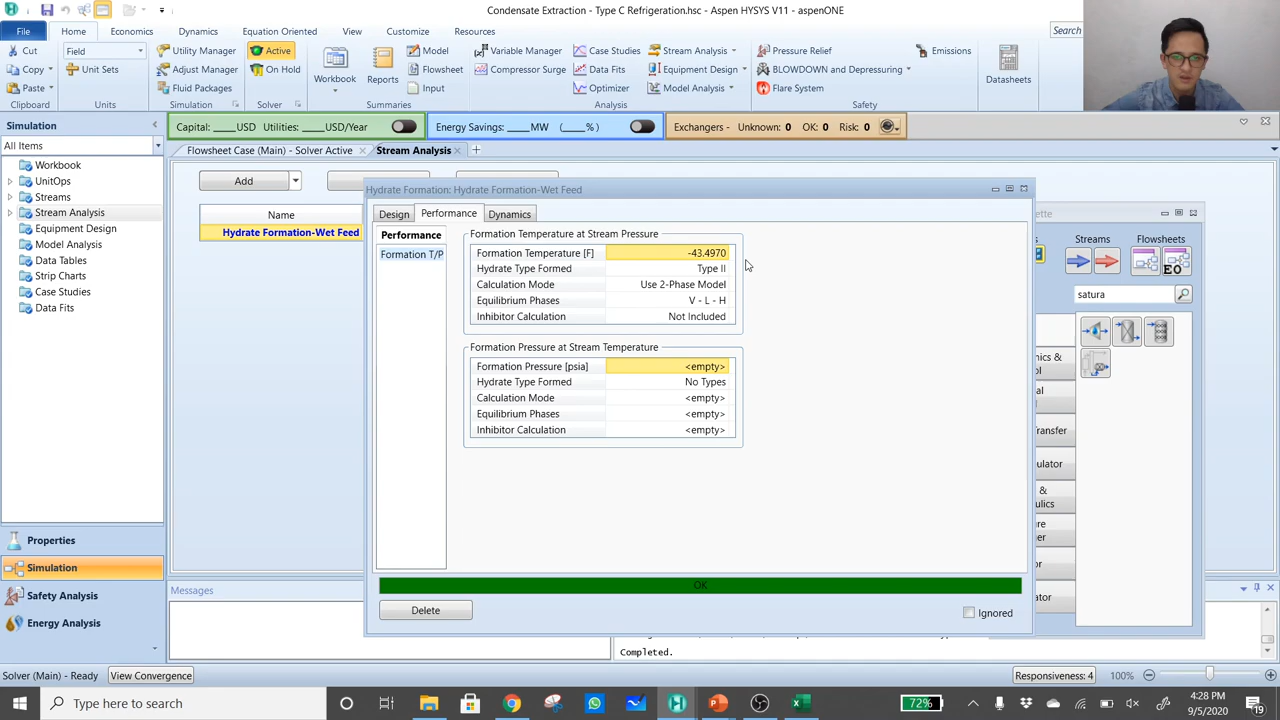 Condensate Extraction - Type C Refrigeration.hsc - Aspen HYSYS V11 - aspenONE
File Home Economics Dynamics Equation Oriented View Customize Resources Search
Cut Field Utility Manager Active Model Variable Manager Case Studies Stream Analysis Pressure Relief Emissions
Copy Unit Sets Adjust Manager On Hold Workbook Reports Flowsheet Compressor Surge Data Fits Equipment Design BLOWDOWN and Depressuring Datasheets
Paste Fluid Packages Input Optimizer Model Analysis Flare System
Clipboard Units Simulation Solver Summaries Analysis Safety
Simulation Capital: ____USD Utilities: ____USD/Year Energy Savings: ____MW (____%) Exchangers - Unknown: 0 OK: 0 Risk: 0
All Items Flowsheet Case (Main) - Solver Active Stream Analysis
Workbook
UnitOps
Streams
Stream Analysis
Equipment Design
Model Analysis
Data Tables
Strip Charts
Case Studies
Data Fits
Add
Name
Hydrate Formation-Wet Feed
Hydrate Formation: Hydrate Formation-Wet Feed
Design Performance Dynamics
Performance
Formation T/P
Formation Temperature at Stream Pressure
Formation Temperature [F] -43.4970
Hydrate Type Formed Type II
Calculation Mode Use 2-Phase Model
Equilibrium Phases V - L - H
Inhibitor Calculation Not Included
Formation Pressure at Stream Temperature
Formation Pressure [psia] <empty>
Hydrate Type Formed No Types
Calculation Mode <empty>
Equilibrium Phases <empty>
Inhibitor Calculation <empty>
OK
Delete Ignored
Streams Flowsheets
EO
satura
Properties
Simulation
Safety Analysis
Energy Analysis
Messages
Completed.
Solver (Main) - Ready View Convergence Responsiveness: 4 100%
Type here to search 72% 4:28 PM
9/5/2020